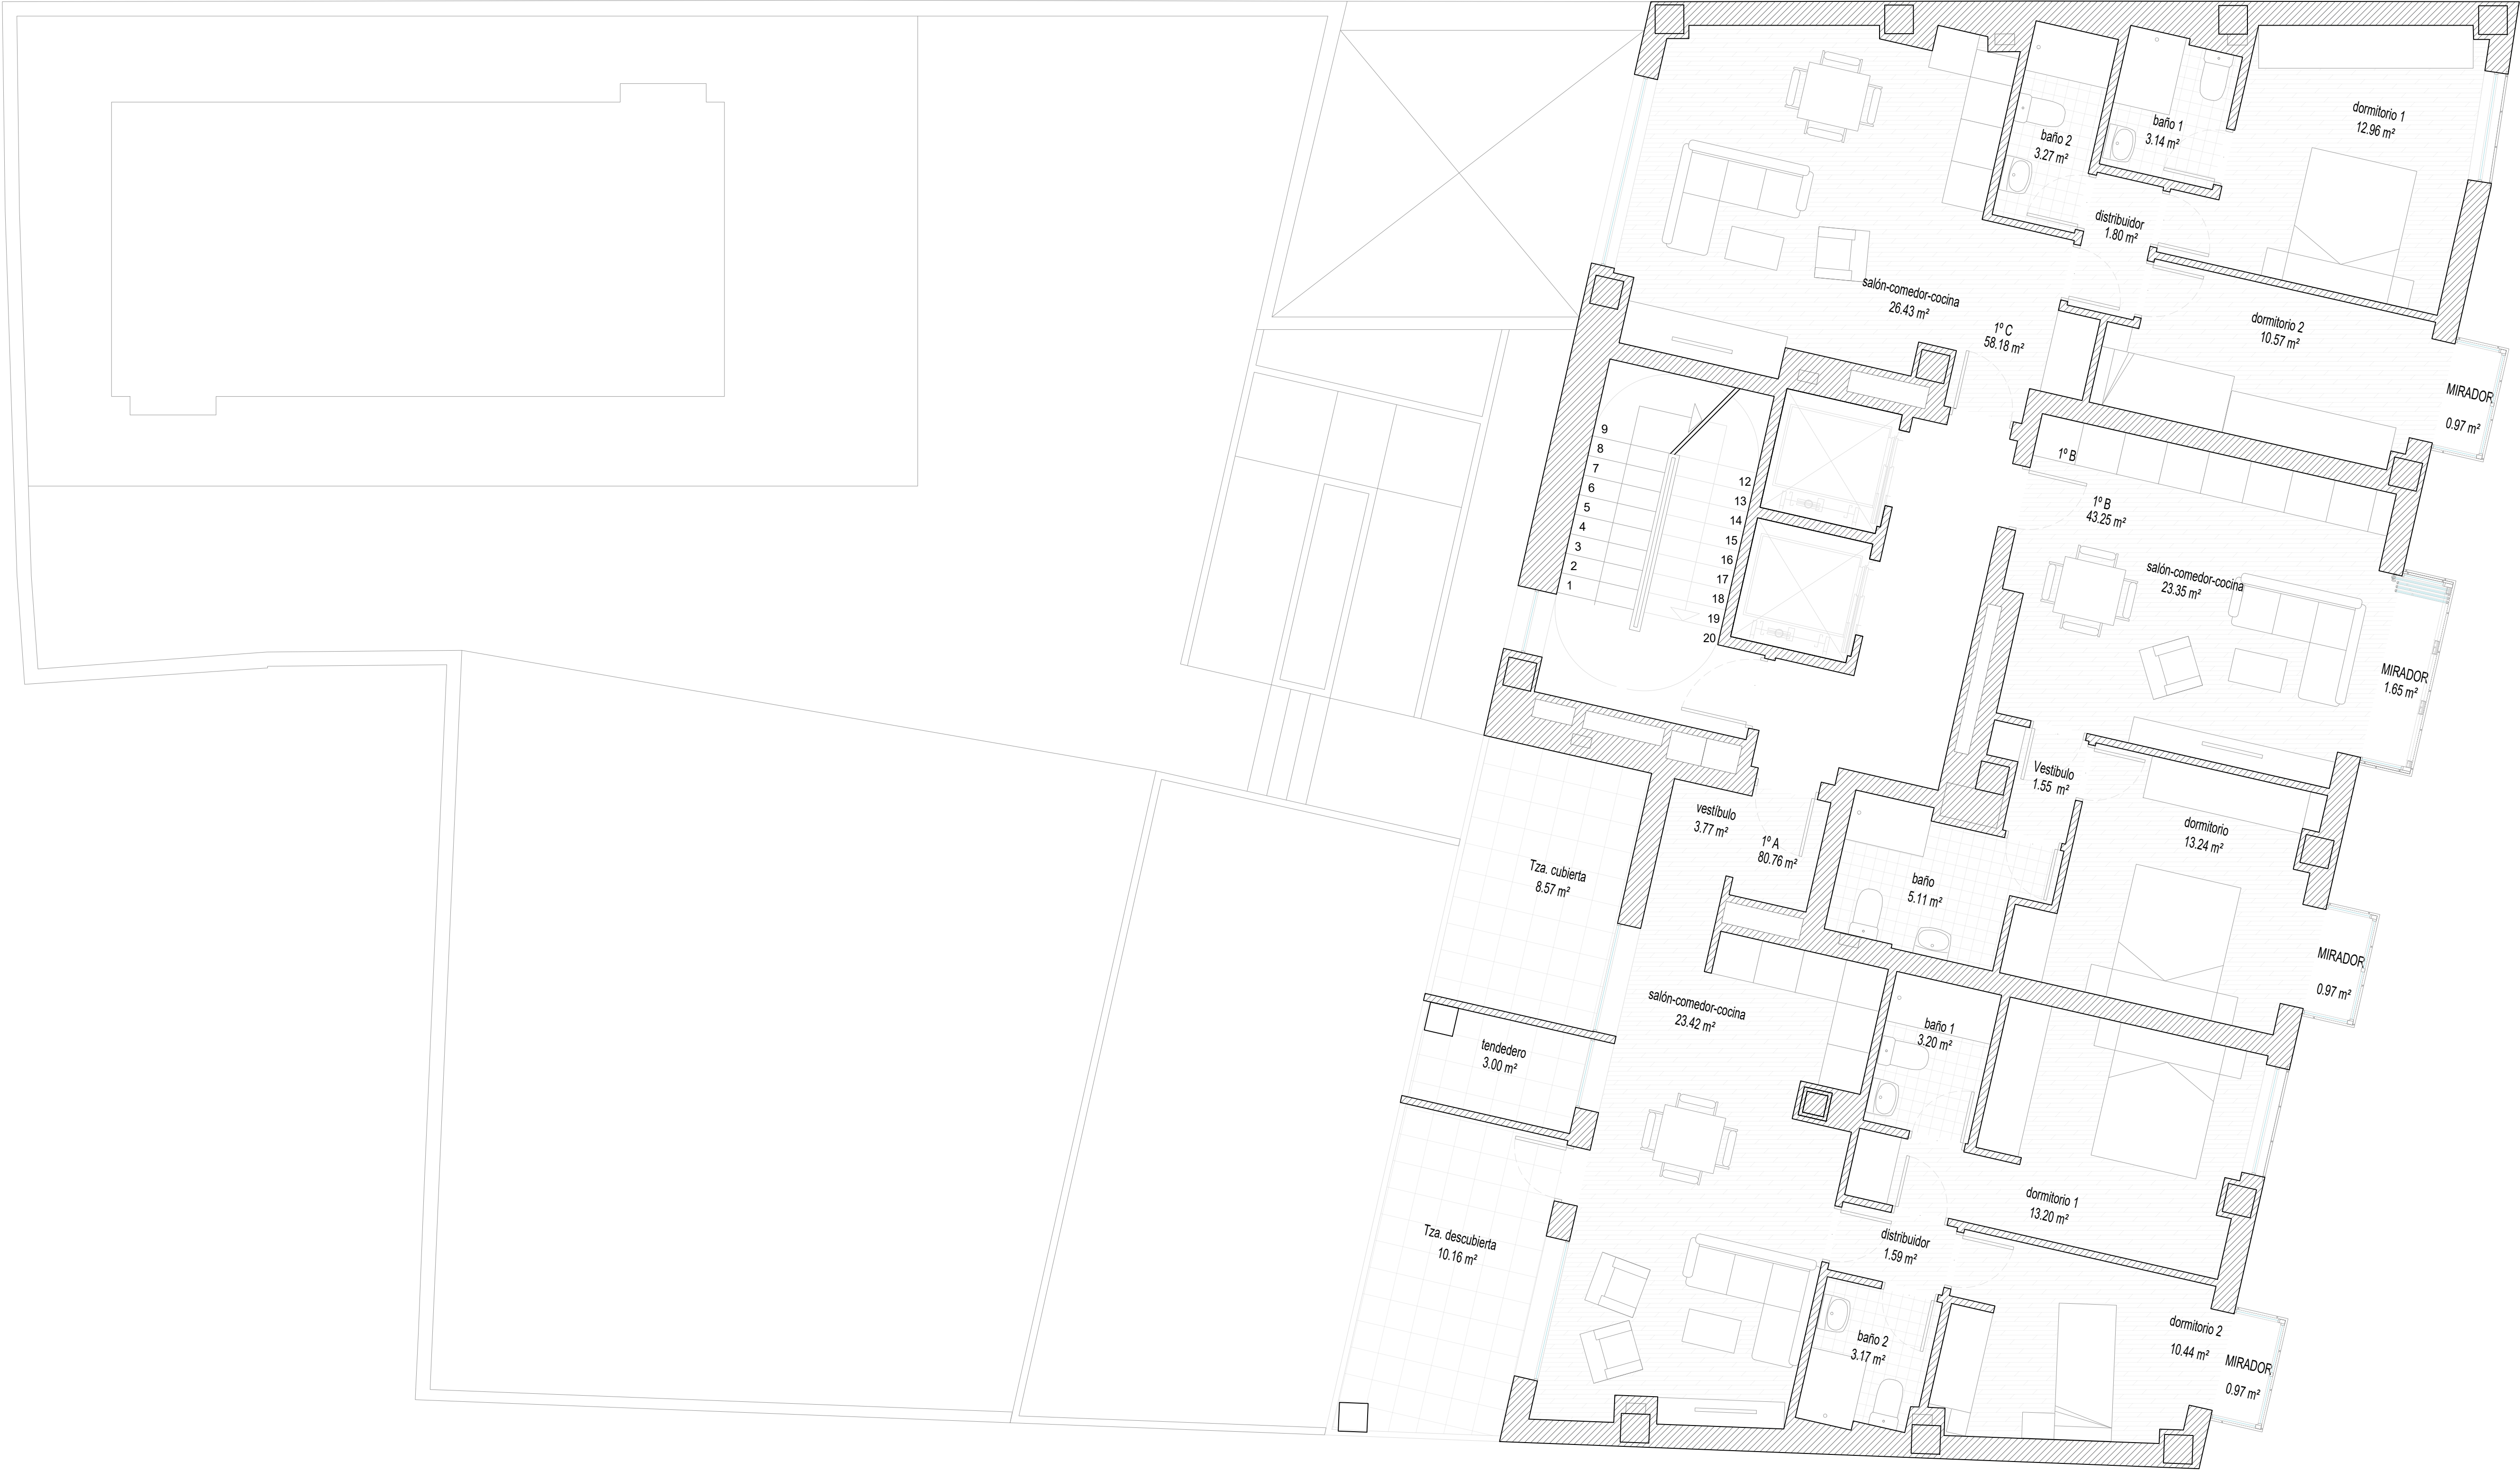 dormitorio 1
12.96 m²
baño 1
3.14 m²
baño 2
3.27 m²
distribuidor
1.80 m²
salón-comedor-cocina
26.43 m²
1º C
58.18 m²
dormitorio 2
10.57 m²
MIRADOR
0.97 m²
9
8
7
6
5
4
3
2
1
12
13
14
15
16
17
18
19
20
1º B
1º B
43.25 m²
salón-comedor-cocina
23.35 m²
MIRADOR
1.65 m²
Vestíbulo
1.55 m²
dormitorio
13.24 m²
vestíbulo
3.77 m²
1º A
80.76 m²
Tza. cubierta
8.57 m²
baño
5.11 m²
MIRADOR
0.97 m²
salón-comedor-cocina
23.42 m²
baño 1
3.20 m²
tendedero
3.00 m²
dormitorio 1
13.20 m²
Tza. descubierta
10.16 m²
distribuidor
1.59 m²
baño 2
3.17 m²
dormitorio 2
10.44 m²
MIRADOR
0.97 m²